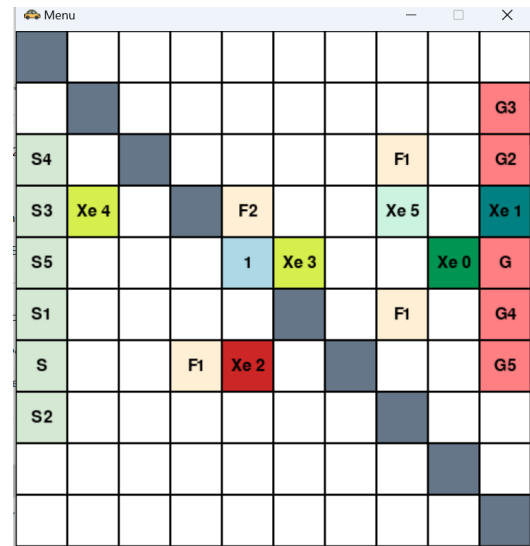 Menu
G3
S4 F1 G2
S3 Xe 4 F2 Xe 5 Xe 1
S5 1 Xe 3 Xe 0 G
S1 F1 G4
S F1 Xe 2 G5
S2